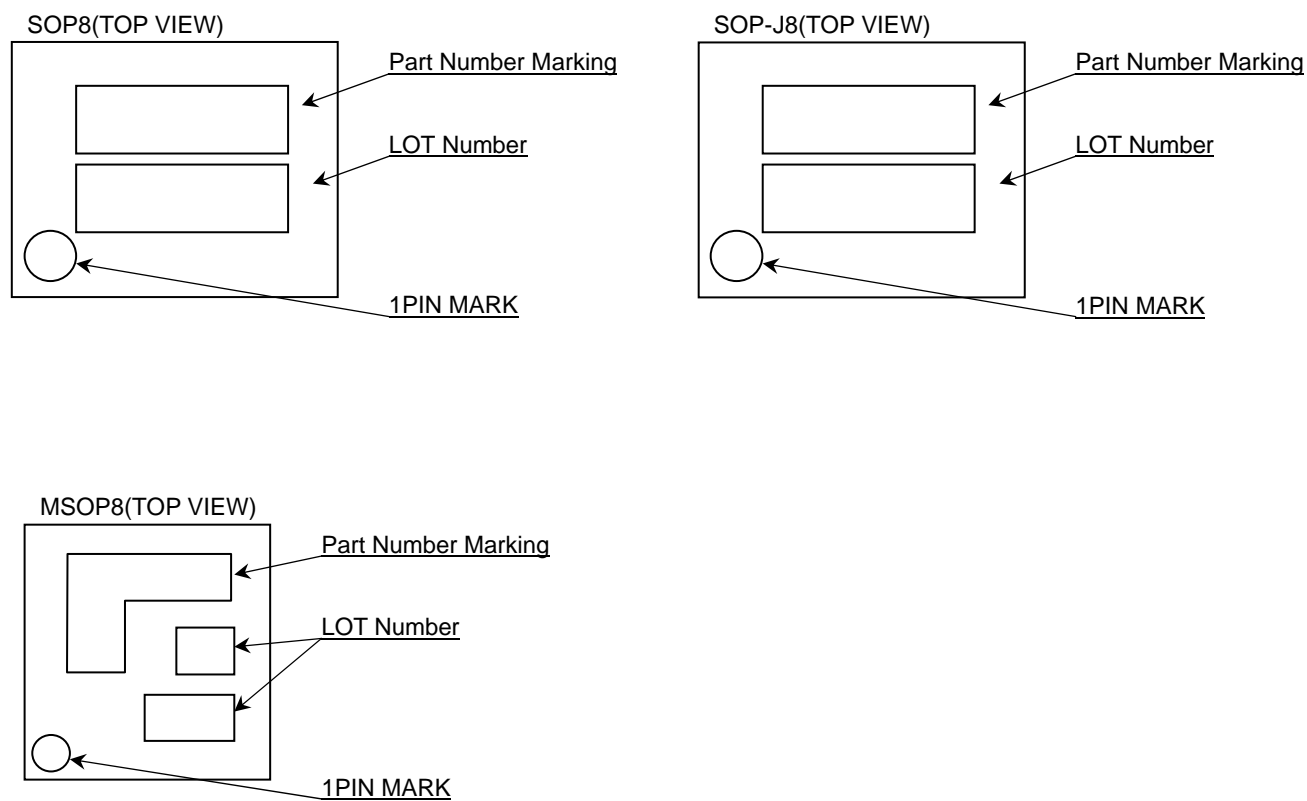 SOP8(TOP VIEW)
Part Number Marking
LOT Number
1PIN MARK
SOP-J8(TOP VIEW)
Part Number Marking
LOT Number
1PIN MARK
MSOP8(TOP VIEW)
Part Number Marking
LOT Number
1PIN MARK